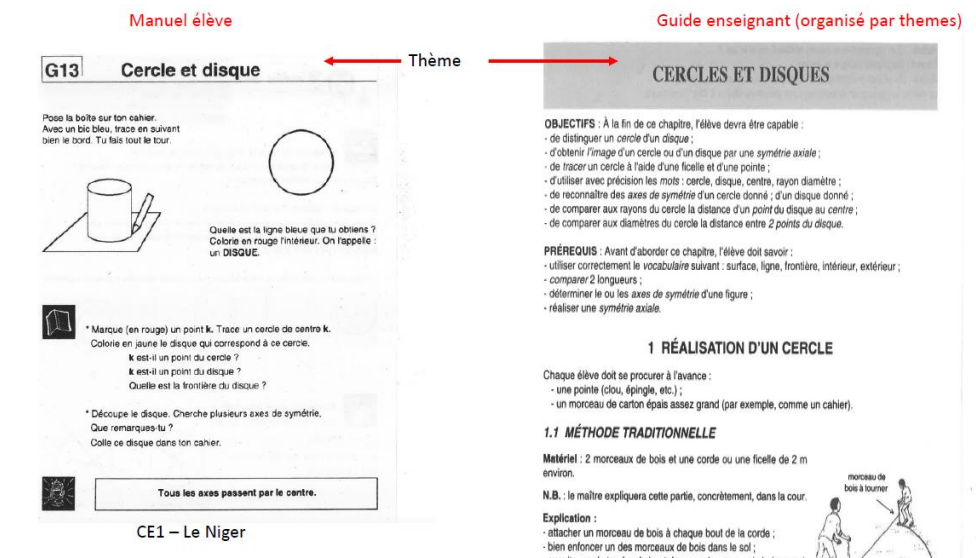 Manuel élève
Guide enseignant (organisé par themes)
Thème
G13 Cercle et disque
Pose la boîte sur ton cahier.
Avec un bic bleu, trace en suivant
bien le bord. Tu fais tout le tour.
Quelle est la ligne bleue que tu obtiens ?
Colorie en rouge l'intérieur. On l'appelle :
un DISQUE.
* Marque (en rouge) un point k. Trace un cercle de centre k.
Colorie en jaune le disque qui correspond à ce cercle.
k est-il un point du cercle ?
k est-il un point du disque ?
Quelle est la frontière du disque ?
* Découpe le disque. Cherche plusieurs axes de symétrie,
Que remarques-tu ?
Colle ce disque dans ton cahier.
Tous les axes passent par le centre.
CE1 – Le Niger
CERCLES ET DISQUES
OBJECTIFS : À la fin de ce chapitre, l'élève devra être capable :
- de distinguer un cercle d'un disque ;
- d'obtenir l'image d'un cercle ou d'un disque par une symétrie axiale ;
- de tracer un cercle à l'aide d'une ficelle et d'une pointe ;
- d'utiliser avec précision les mots : cercle, disque, centre, rayon diamètre ;
- de reconnaître des axes de symétrie d'un cercle donné ; d'un disque donné ;
- de comparer aux rayons du cercle la distance d'un point du disque au centre ;
- de comparer aux diamètres du cercle la distance entre 2 points du disque.
PRÉREQUIS : Avant d'aborder ce chapitre, l'élève doit savoir :
- utiliser correctement le vocabulaire suivant : surface, ligne, frontière, intérieur, extérieur ;
- comparer 2 longueurs ;
- déterminer le ou les axes de symétrie d'une figure ;
- réaliser une symétrie axiale.
1 RÉALISATION D'UN CERCLE
Chaque élève doit se procurer à l'avance :
- une pointe (clou, épingle, etc.) ;
- un morceau de carton épais assez grand (par exemple, comme un cahier).
1.1 MÉTHODE TRADITIONNELLE
Matériel : 2 morceaux de bois et une corde ou une ficelle de 2 m
environ.
N.B. : le maître expliquera cette partie, concrètement, dans la cour.
morceau de
bois à tourner
Explication :
- attacher un morceau de bois à chaque bout de la corde ;
- bien enfoncer un des morceaux de bois dans le sol ;